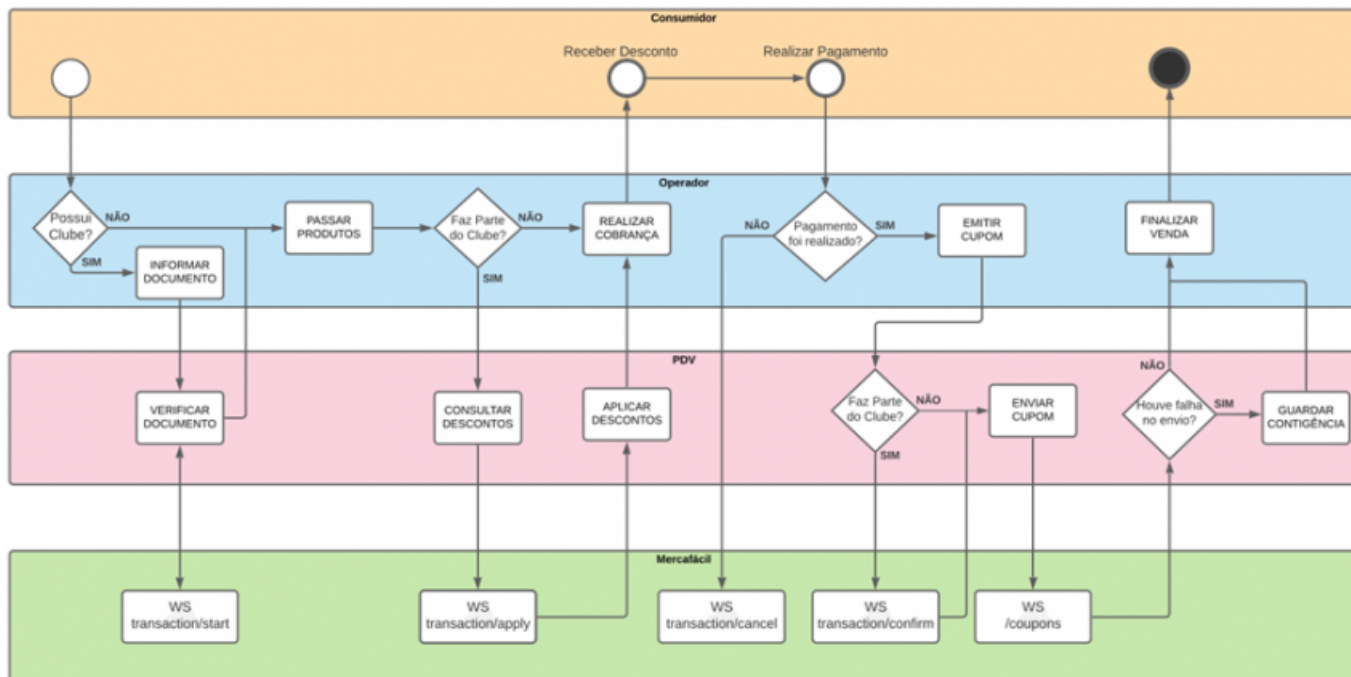 Consumidor
Receber Desconto
Realizar Pagamento
Operador
Possui
Clube?
NÃO
SIM
INFORMAR
DOCUMENTO
PASSAR
PRODUTOS
Faz Parte
do Clube?
NÃO
SIM
REALIZAR
COBRANÇA
NÃO
Pagamento
foi realizado?
SIM
EMITIR
CUPOM
FINALIZAR
VENDA
PDV
VERIFICAR
DOCUMENTO
CONSULTAR
DESCONTOS
APLICAR
DESCONTOS
Faz Parte
do Clube?
NÃO
SIM
ENVIAR
CUPOM
NÃO
Houve falha
no envio?
SIM
GUARDAR
CONTIGÊNCIA
Mercafácil
WS
transaction/start
WS
transaction/apply
WS
transaction/cancel
WS
transaction/confirm
WS
/coupons